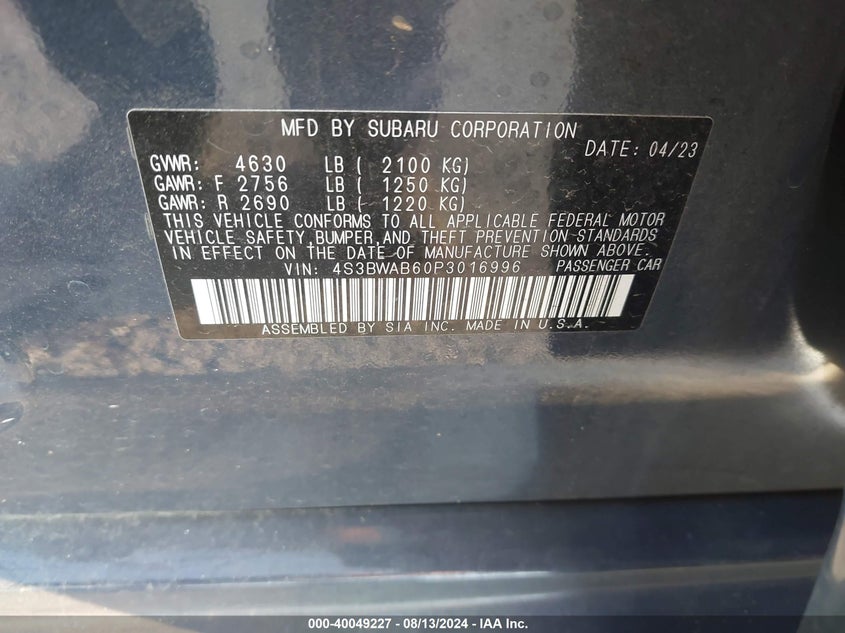 MFD BY SUBARU CORPORATION
DATE: 04/23
GVWR: 4630 LB ( 2100 KG)
GAWR: F 2756 LB ( 1250 KG)
GAWR: R 2690 LB ( 1220 KG)
THIS VEHICLE CONFORMS TO ALL APPLICABLE FEDERAL MOTOR
VEHICLE SAFETY,BUMPER,AND THEFT PREVENTION STANDARDS
IN EFFECT ON THE DATE OF MANUFACTURE SHOWN ABOVE.
VIN: 4S3BWAB60P3016996 PASSENGER CAR
ASSEMBLED BY SIA INC. MADE IN U.S.A.
000-40049227 - 08/13/2024 - IAA Inc.